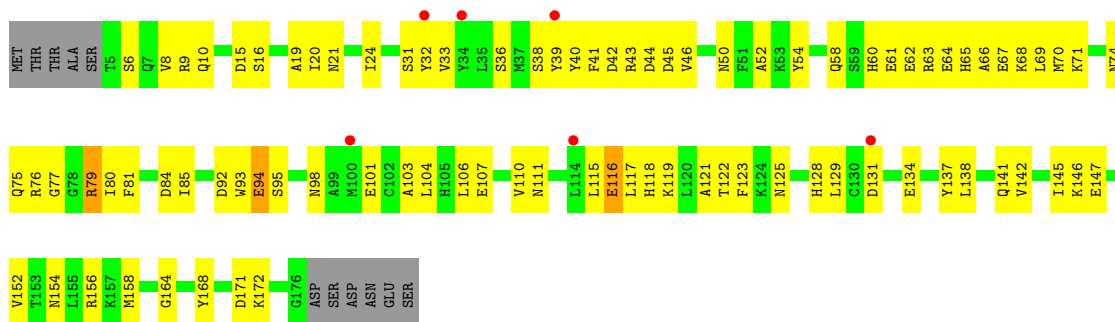 MET THR THR ALA SER T5 S6 Q7 V8 R9 Q10 D15 S16 A19 I20 N21 I24 S31 Y32 V33 Y34 L35 S36 M37 S38 Y39 Y40 F41 D42 R43 D44 D45 V46 N50 F51 A52 K53 Y54 Q58 S59 H60 E61 E62 R63 E64 H65 A66 E67 K68 L69 M70 K71 N74
Q75 R76 G77 G78 R79 I80 F81 D84 I85 D92 W93 E94 S95 N98 A99 M100 E101 C102 A103 L104 H105 L106 E107 V110 N111 L114 L115 E116 L117 H118 K119 L120 A121 T122 F123 K124 N125 H128 L129 C130 D131 E134 Y137 L138 Q141 V142 I145 K146 E147
V152 T153 N154 L155 R156 K157 M158 G164 Y168 D171 K172 G176 ASP SER ASP ASN GLU SER